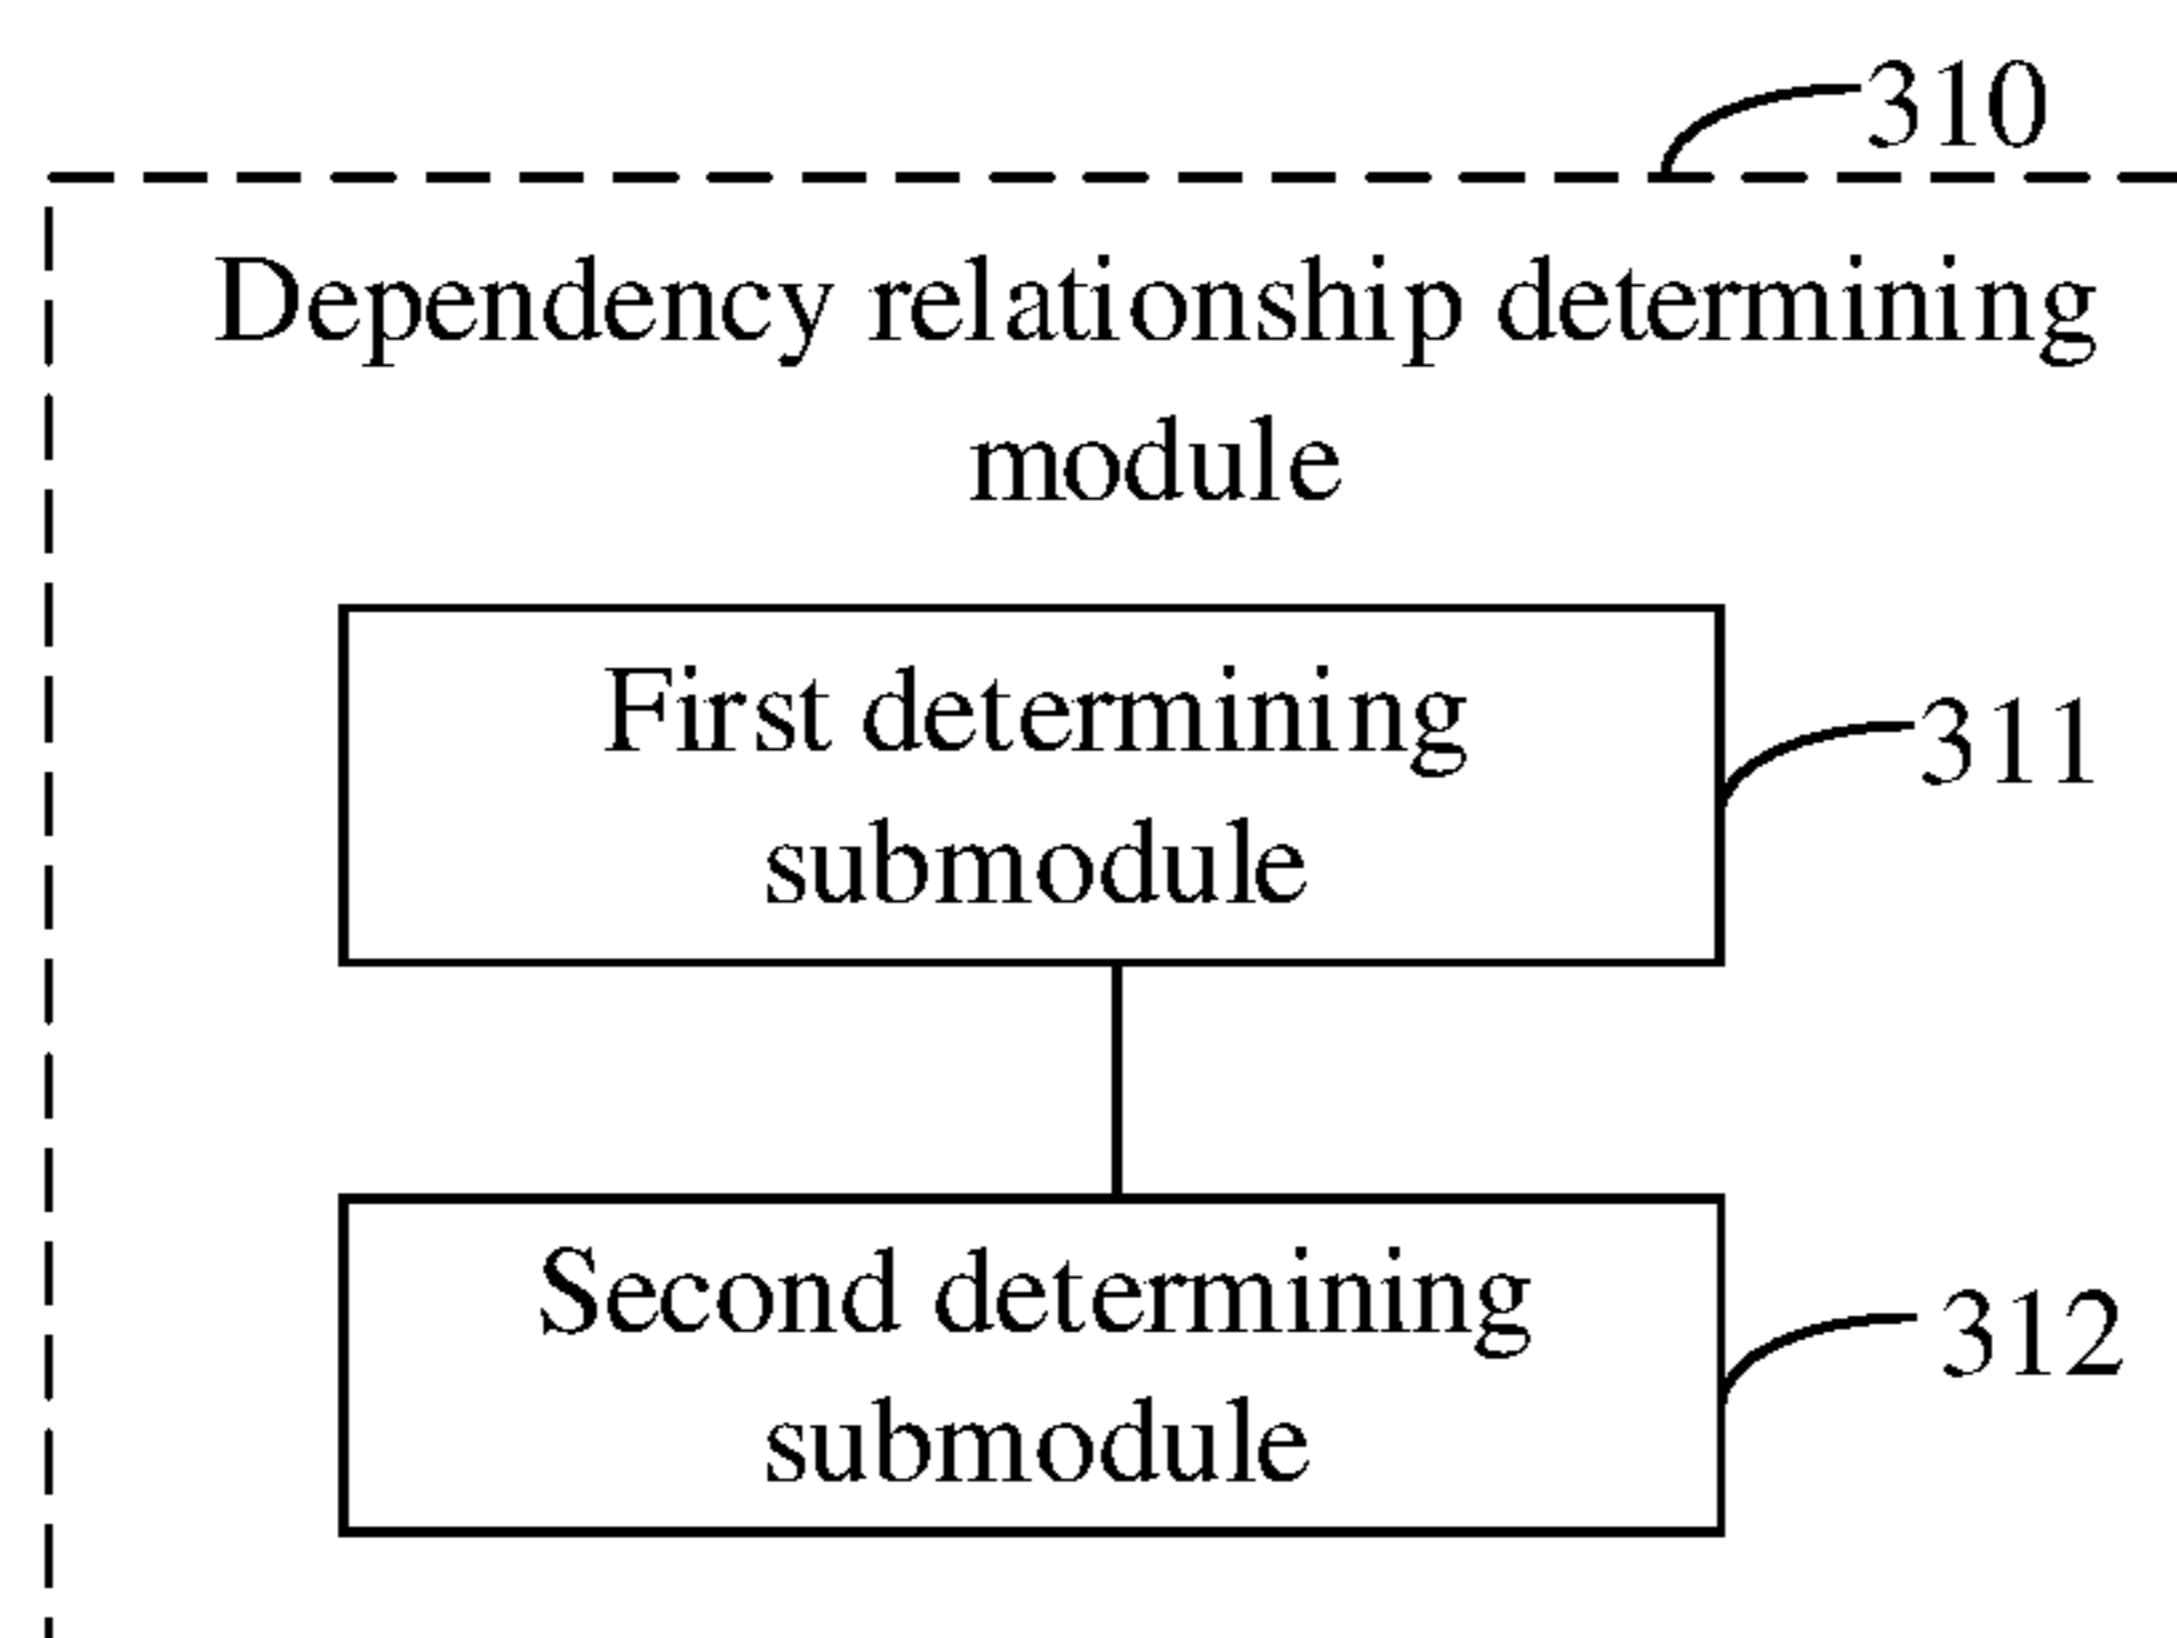 310
Dependency relationship determining
module
First determining
submodule
311
Second determining
submodule
312